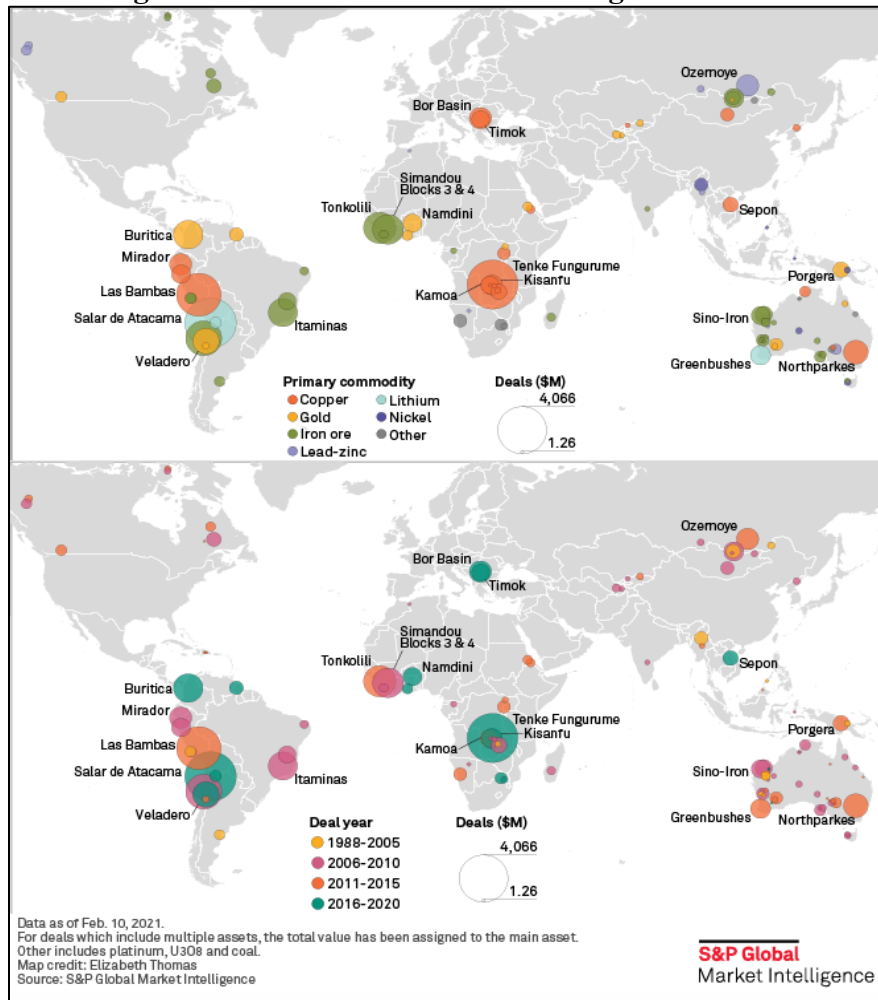 Ozernoye
Bor Basin
Timok
Simandou
Blocks 3 & 4
Tonkolili
Namdini
Buritica
Sepon
Mirador
Tenke Fungurume
Kisanfu
Porgera
Las Bambas
Kamoa
Salar de Atacama
Itaminas
Sino-Iron
Veladero
Greenbushes
Northparkes
Primary commodity
Copper
Lithium
Gold
Nickel
Iron ore
Other
Lead-zinc
Deals ($M)
4,066
1.26
Ozernoye
Bor Basin
Timok
Simandou
Blocks 3 & 4
Tonkolili
Namdini
Buritica
Sepon
Mirador
Tenke Fungurume
Kisanfu
Porgera
Las Bambas
Kamoa
Salar de Atacama
Itaminas
Sino-Iron
Veladero
Greenbushes
Northparkes
Deal year
1988-2005
2006-2010
2011-2015
2016-2020
Deals ($M)
4,066
1.26
Data as of Feb. 10, 2021.
For deals which include multiple assets, the total value has been assigned to the main asset.
Other includes platinum, U3O8 and coal.
Map credit: Elizabeth Thomas
Source: S&P Global Market Intelligence
S&P Global
Market Intelligence